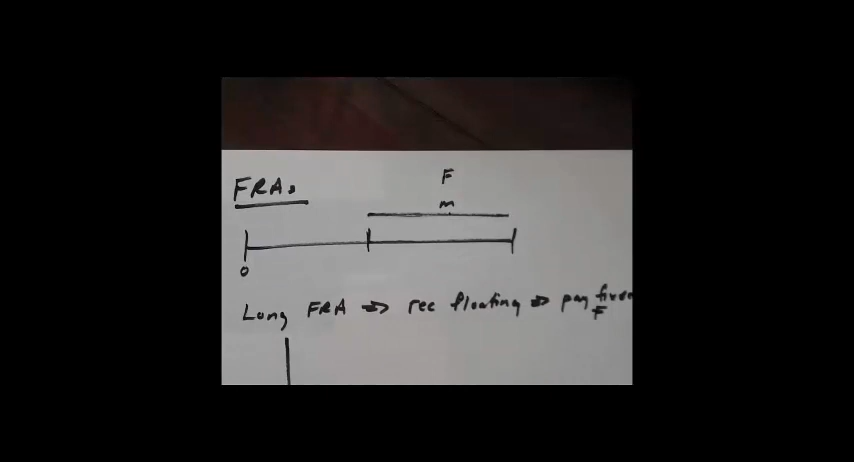 F
FRAs
m
0
Long FRA ⇒ rec floating ⇒ pay fixed
F